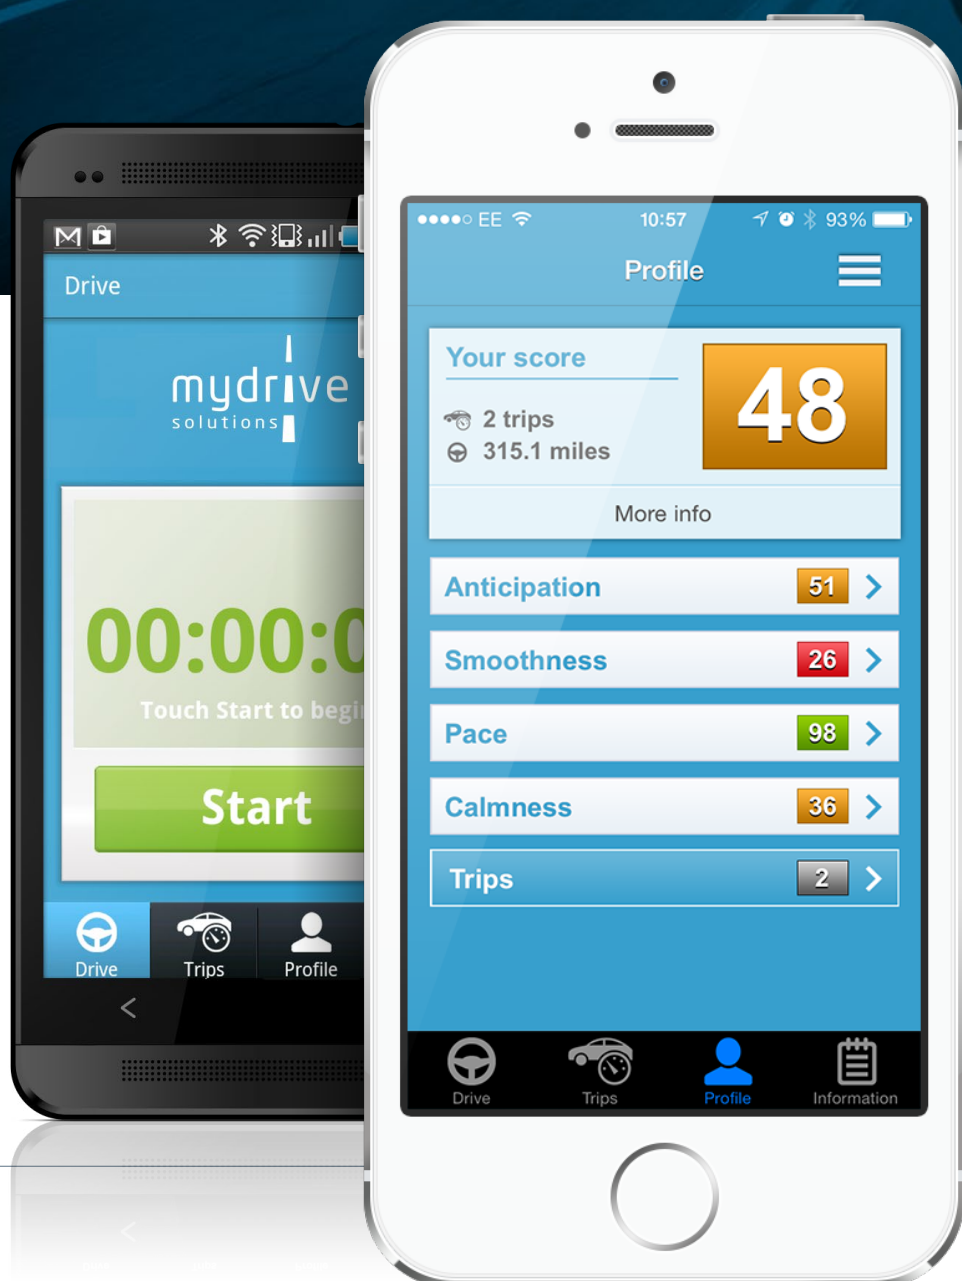 Drive
mydrive
solutions
00:00:0
Touch Start to begi
Start
Drive
Trips
Profile
EE
10:57
93%
Profile
Your score
48
2 trips
315.1 miles
More info
Anticipation
51
Smoothness
26
Pace
98
Calmness
36
Trips
2
Drive
Trips
Profile
Information